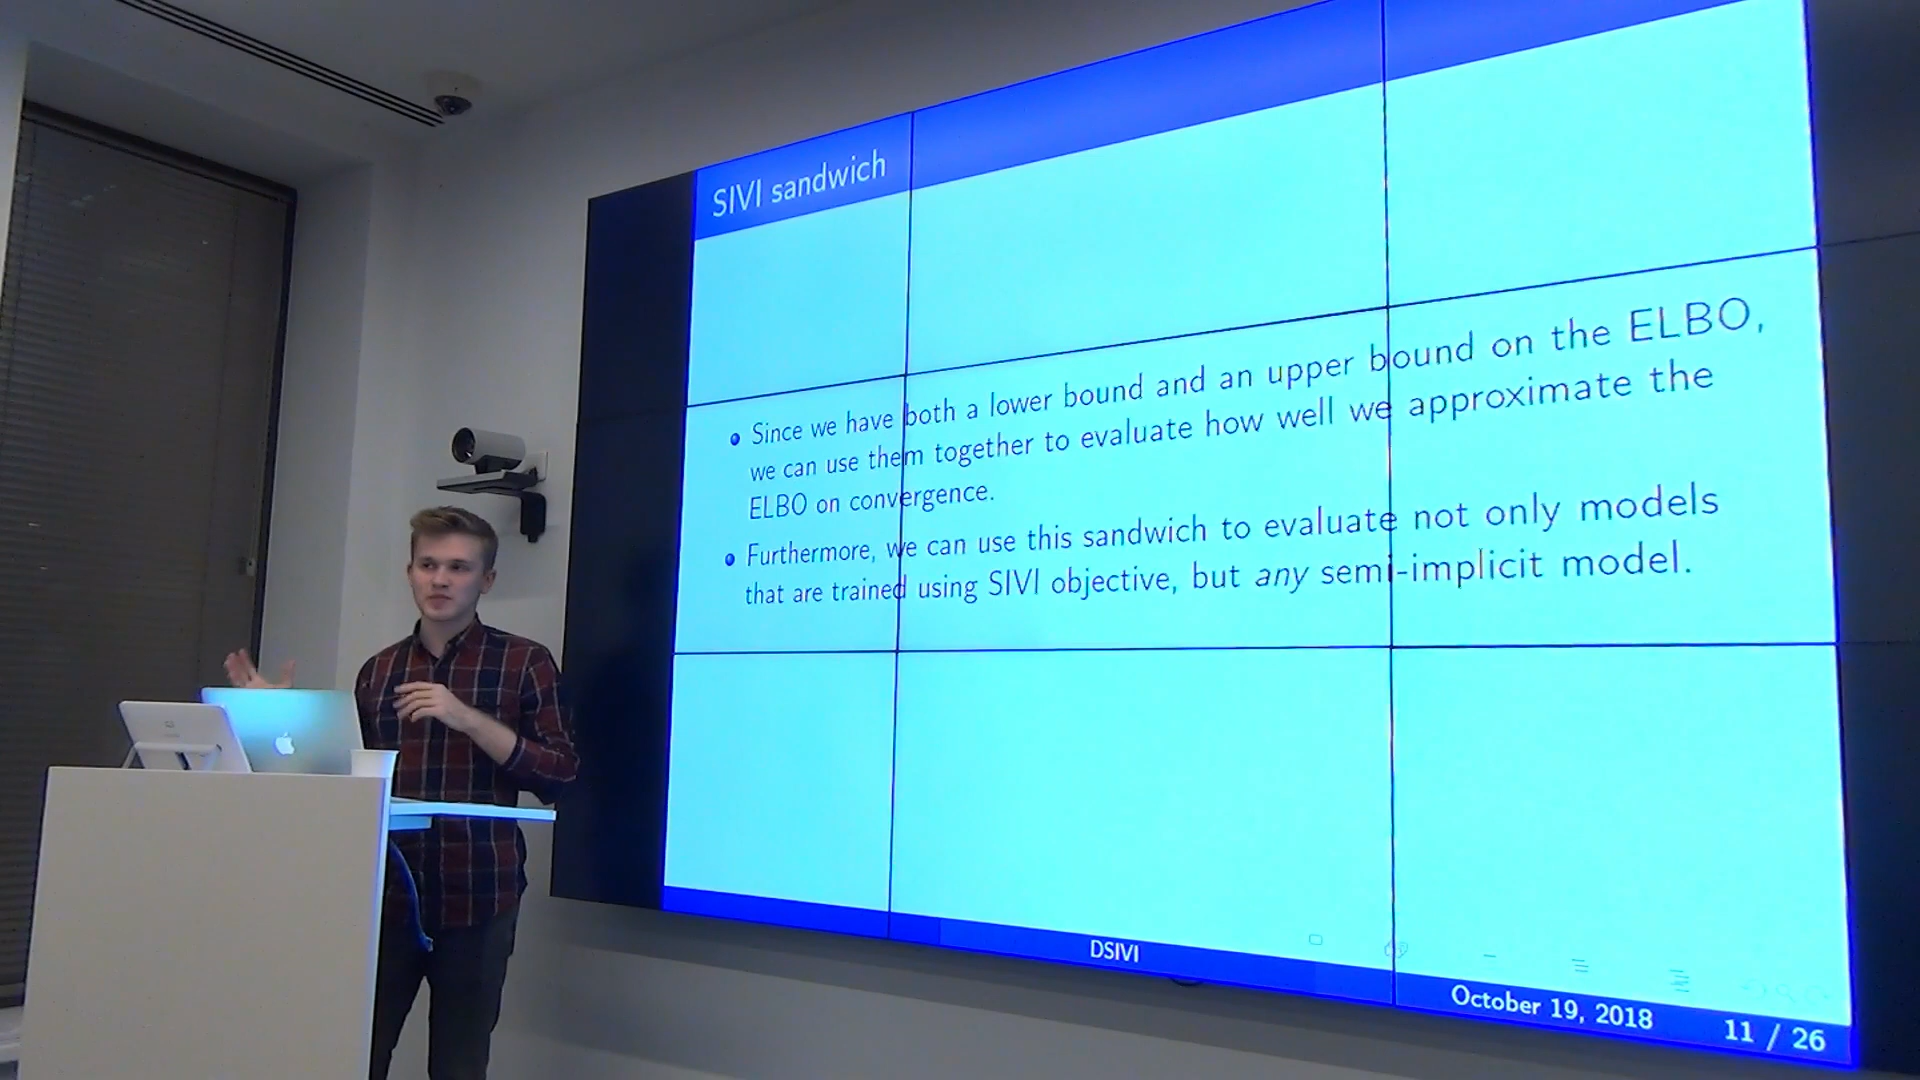 SIVI sandwich
Since we have both a lower bound and an upper bound on the ELBO,
we can use them together to evaluate how well we approximate the
ELBO on convergence.
Furthermore, we can use this sandwich to evaluate not only models
that are trained using SIVI objective, but any semi-implicit model.
DSIVI
October 19, 2018
11 / 26